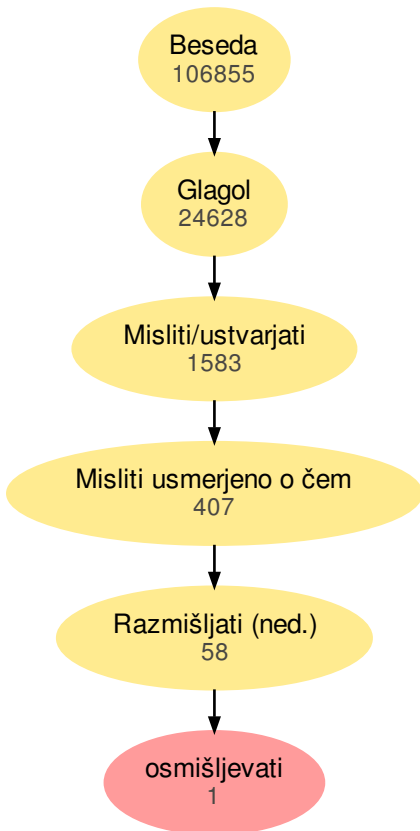 Beseda
106855
Glagol
24628
Misliti/ustvarjati
1583
Misliti usmerjeno o čem
407
Razmišljati (ned.)
58
osmišljevati
1